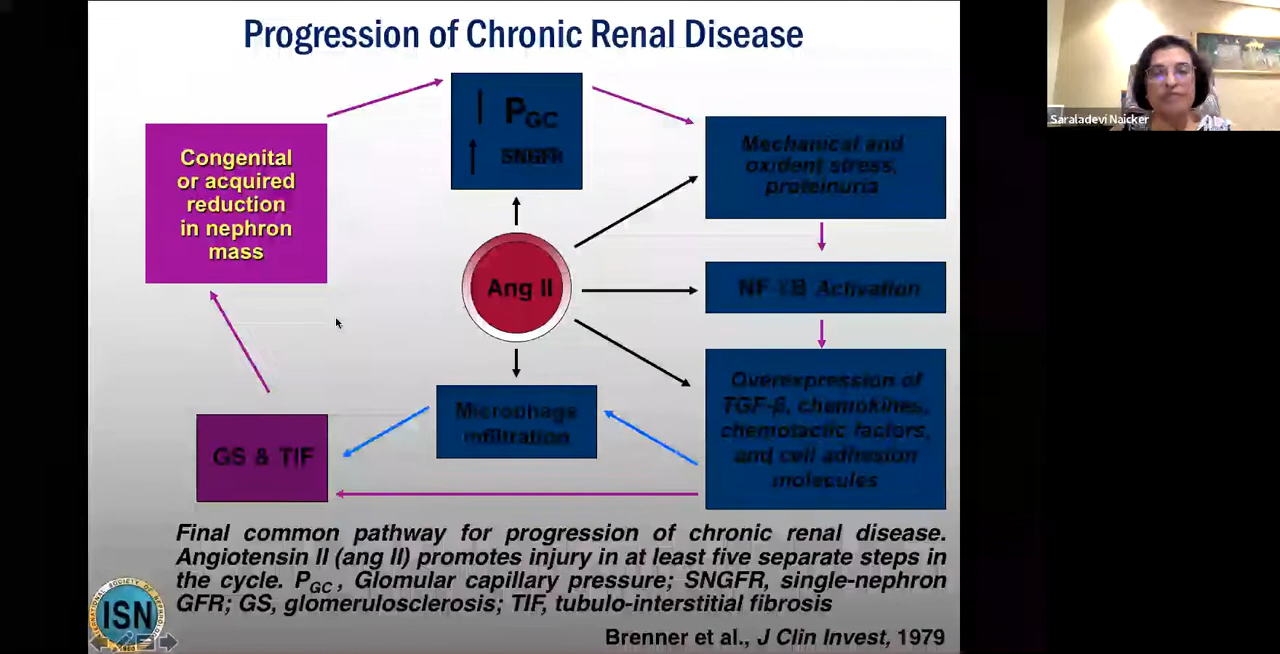 Progression of Chronic Renal Disease
Saraladevi Naicker
Congenital
or acquired
reduction
in nephron
mass
↑ PGC
↑ SNGFR
Mechanical and
oxident stress,
proteinuria
Ang II
NF κB Activation
Overexpression of
TGF-β, chemokines,
chemotactic factors,
and cell adhesion
molecules
infiltration
GS & TIF
Final common pathway for progression of chronic renal disease.
Angiotensin II (ang II) promotes injury in at least five separate steps in
the cycle. PGC , Glomular capillary pressure; SNGFR, single-nephron
GFR; GS, glomerulosclerosis; TIF, tubulo-interstitial fibrosis
ISN
Brenner et al., J Clin Invest, 1979